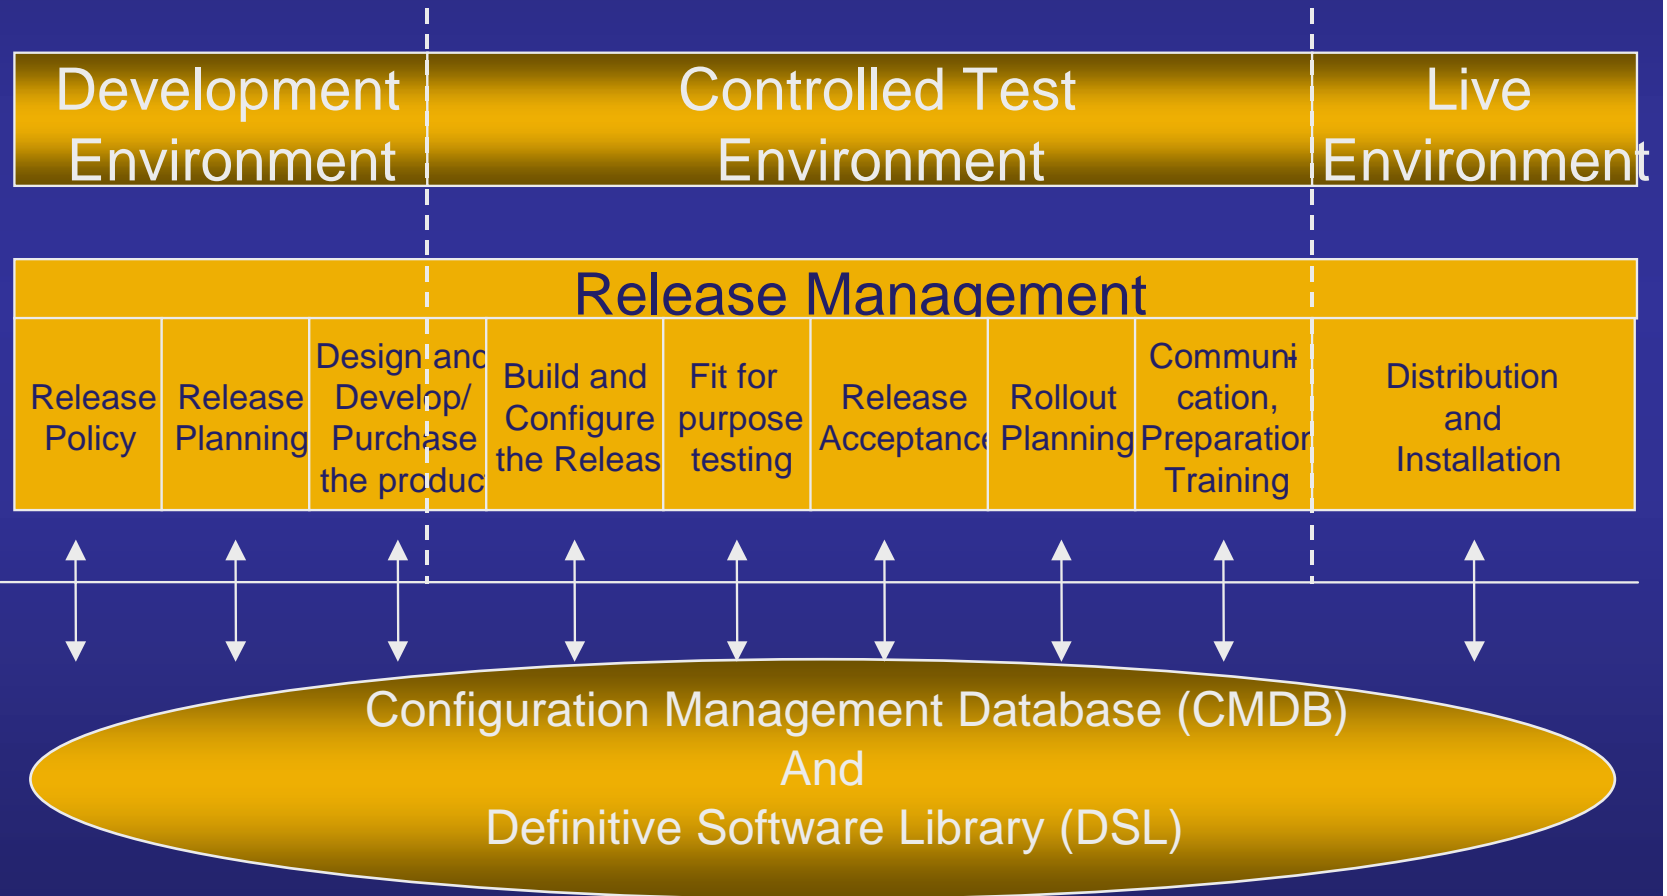 Development
Environment
Controlled Test
Environment
Live
Environment
Release Management
Release
Policy
Release
Planning
Design and
Develop/
Purchase
the produc
Build and
Configure
the Releas
Fit for
purpose
testing
Release
Acceptance
Rollout
Planning
Communi-
cation,
Preparation
Training
Distribution
and
Installation
Configuration Management Database (CMDB)
And
Definitive Software Library (DSL)